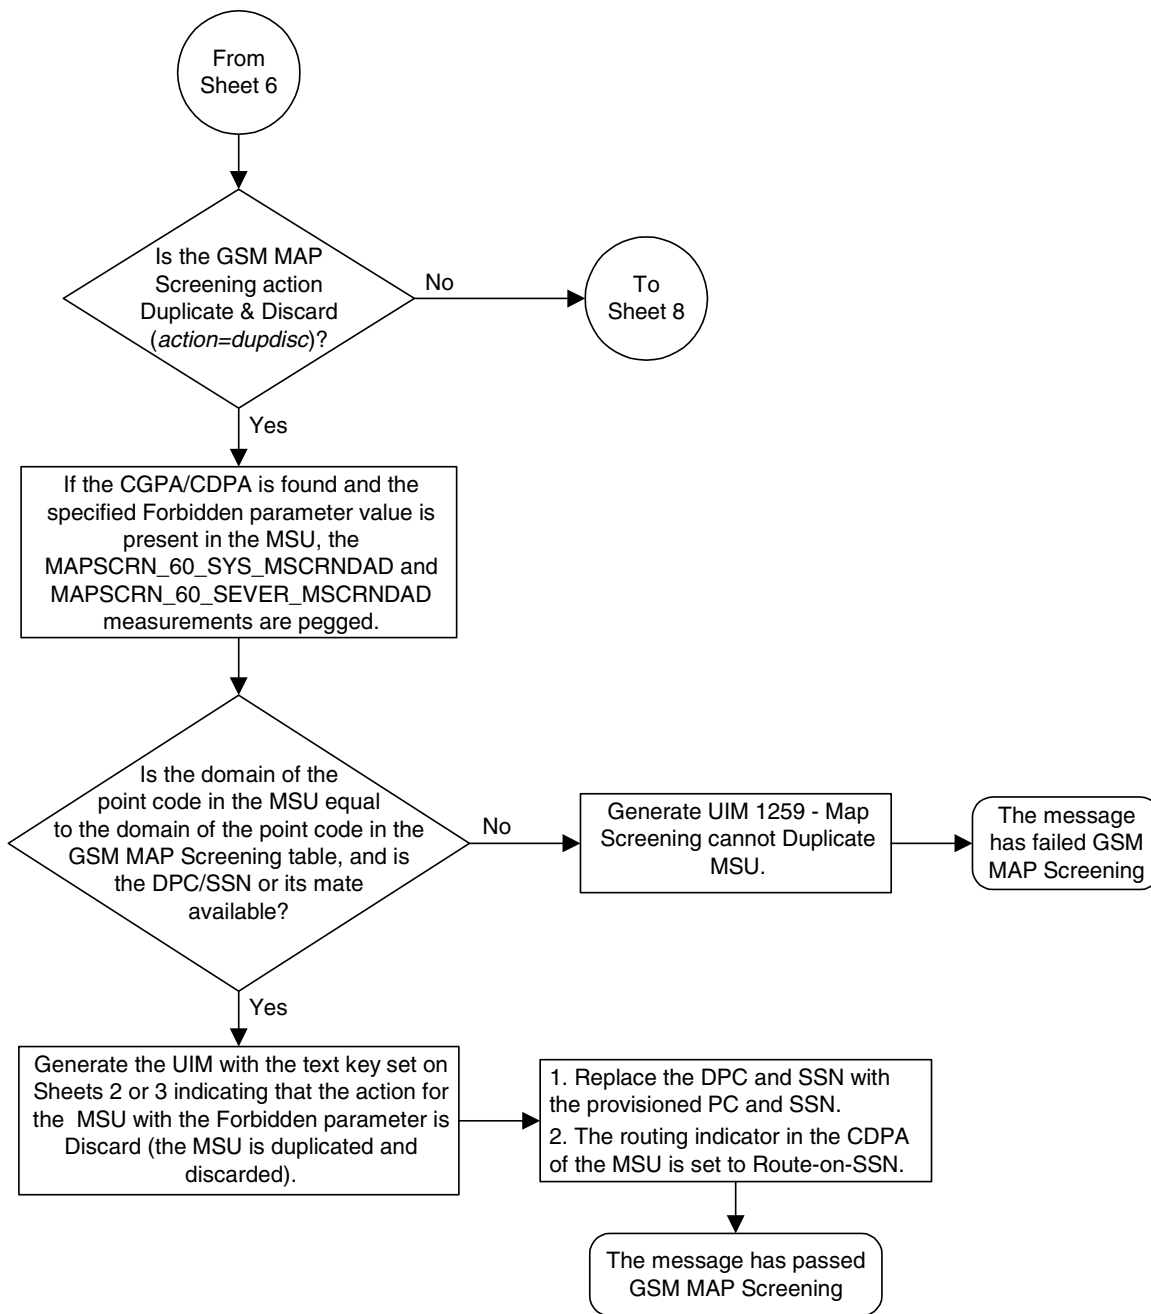 From
Sheet 6
Is the GSM MAP
Screening action
Duplicate & Discard
(action=dupdisc)?
No
To
Sheet 8
Yes
If the CGPA/CDPA is found and the
specified Forbidden parameter value is
present in the MSU, the
MAPSCRN_60_SYS_MSCRNDAD and
MAPSCRN_60_SEVER_MSCRNDAD
measurements are pegged.
Is the domain of the
point code in the MSU equal
to the domain of the point code in the
GSM MAP Screening table, and is
the DPC/SSN or its mate
available?
No
Generate UIM 1259 - Map
Screening cannot Duplicate
MSU.
The message
has failed GSM
MAP Screening
Yes
Generate the UIM with the text key set on
Sheets 2 or 3 indicating that the action for
the MSU with the Forbidden parameter is
Discard (the MSU is duplicated and
discarded).
1. Replace the DPC and SSN with
the provisioned PC and SSN.
2. The routing indicator in the CDPA
of the MSU is set to Route-on-SSN.
The message has passed
GSM MAP Screening